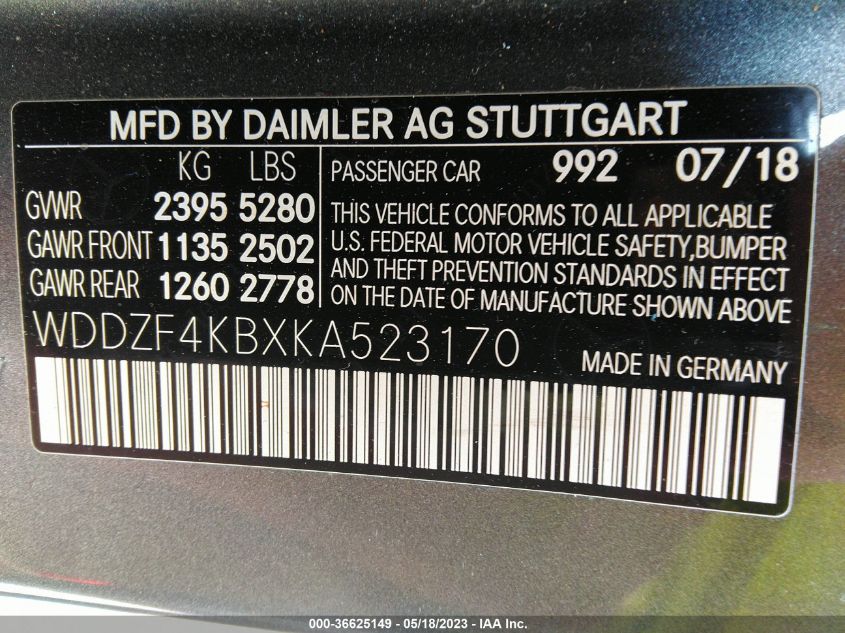 MFD BY DAIMLER AG STUTTGART
KG LBS
GVWR 2395 5280
GAWR FRONT 1135 2502
GAWR REAR 1260 2778
PASSENGER CAR 992 07/18
THIS VEHICLE CONFORMS TO ALL APPLICABLE
U.S. FEDERAL MOTOR VEHICLE SAFETY,BUMPER
AND THEFT PREVENTION STANDARDS IN EFFECT
ON THE DATE OF MANUFACTURE SHOWN ABOVE
WDDZF4KBXKA523170
MADE IN GERMANY
000-36625149 - 05/18/2023 - IAA Inc.